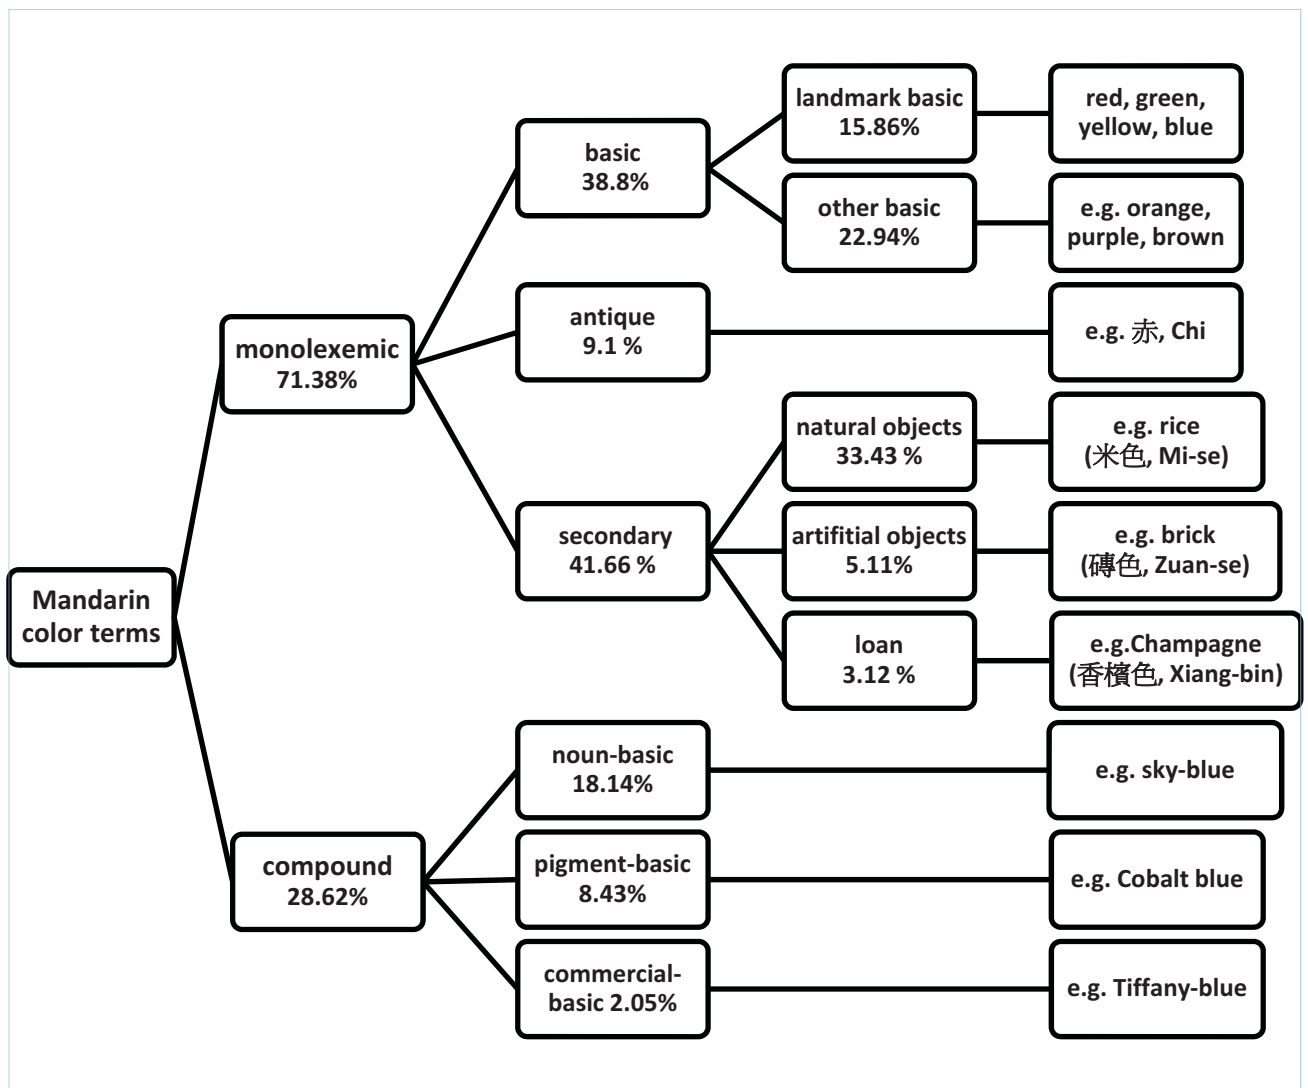 Mandarin
color terms
monolexemic
71.38%
basic
38.8%
landmark basic
15.86%
red, green,
yellow, blue
other basic
22.94%
e.g. orange,
purple, brown
antique
9.1 %
e.g. 赤, Chi
secondary
41.66 %
natural objects
33.43 %
e.g. rice
(米色, Mi-se)
artifitial objects
5.11%
e.g. brick
(磚色, Zuan-se)
loan
3.12 %
e.g.Champagne
(香檳色, Xiang-bin)
compound
28.62%
noun-basic
18.14%
e.g. sky-blue
pigment-basic
8.43%
e.g. Cobalt blue
commercial-
basic 2.05%
e.g. Tiffany-blue